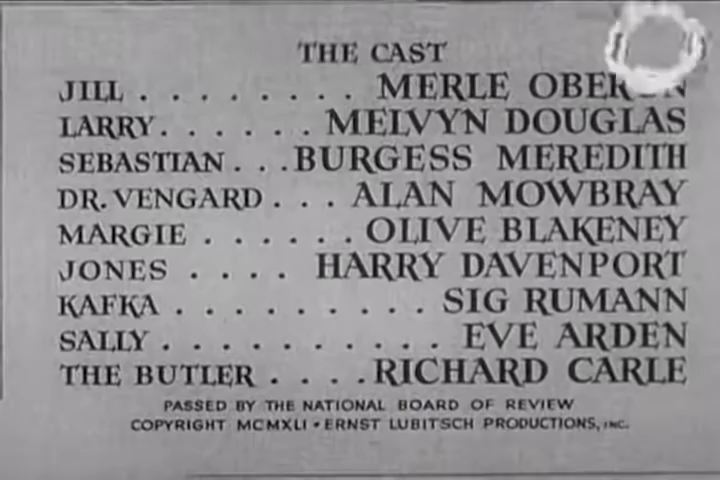 THE CAST
JILL . . . . . . . . MERLE OBERON
LARRY . . . . . . MELVYN DOUGLAS
SEBASTIAN . . . BURGESS MEREDITH
DR. VENGARD . . . ALAN MOWBRAY
MARGIE . . . . . . OLIVE BLAKENEY
JONES . . . . HARRY DAVENPORT
KAFKA . . . . . . . . . SIG RUMANN
SALLY . . . . . . . . . . EVE ARDEN
THE BUTLER . . . . RICHARD CARLE
PASSED BY THE NATIONAL BOARD OF REVIEW
COPYRIGHT MCMXLI • ERNST LUBITSCH PRODUCTIONS, INC.